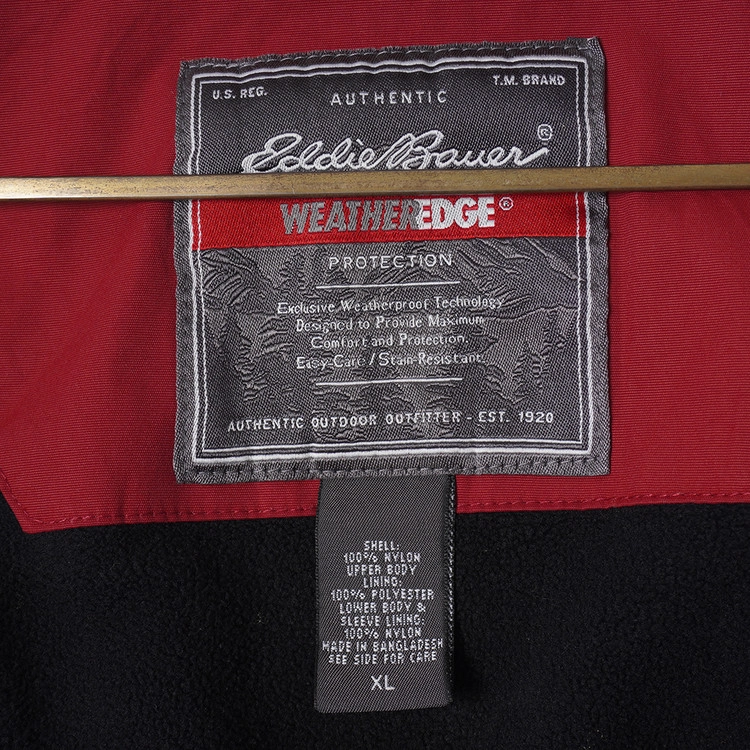 U.S. REG.
T.M. BRAND
AUTHENTIC
Eddie Bauer®
WEATHEREDGE®
PROTECTION
Exclusive Weatherproof Technology
Designed to Provide Maximum
Comfort and Protection.
Easy-Care / Stain-Resistant.
AUTHENTIC OUTDOOR OUTFITTER - EST. 1920
SHELL:
100% NYLON
UPPER BODY
LINING:
100% POLYESTER
LOWER BODY &
SLEEVE LINING:
100% NYLON
MADE IN BANGLADESH
SEE SIDE FOR CARE
XL